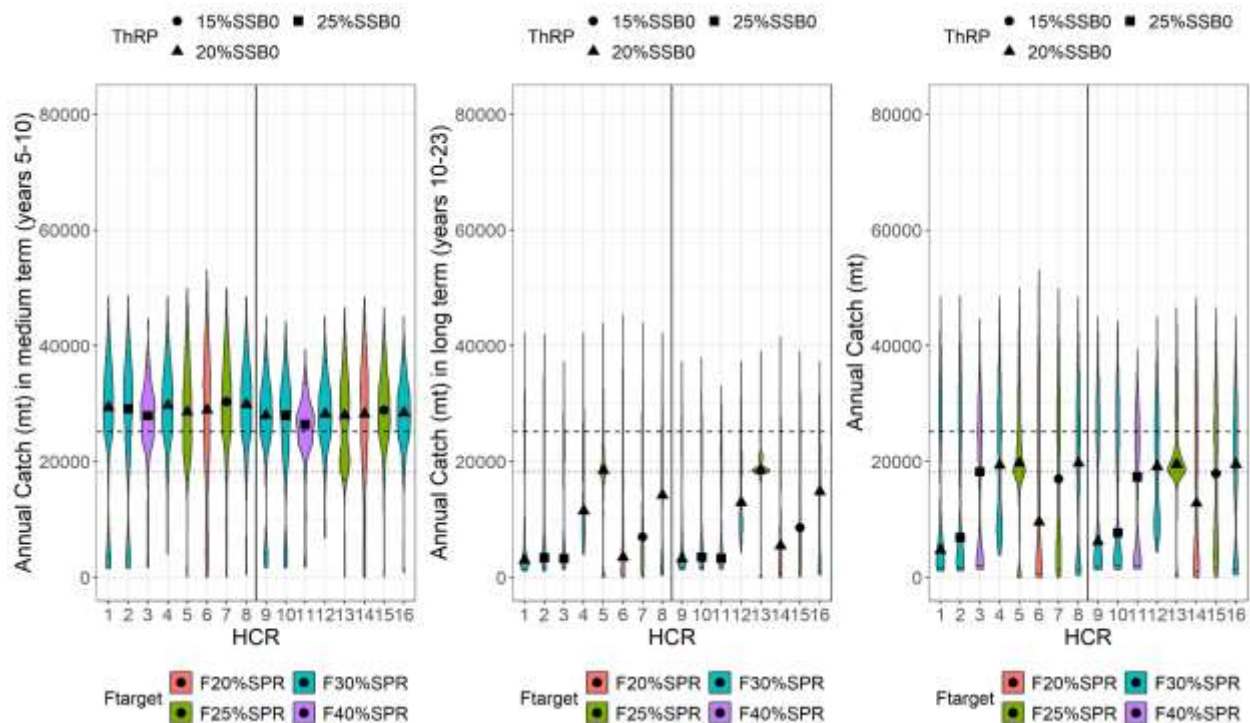 ThRP ● 15%SSB0 ■ 25%SSB0
▲ 20%SSB0
Annual Catch (mt) in medium term (years 5-10)
80000
60000
40000
20000
0
1 2 3 4 5 6 7 8 9 10 11 12 13 14 15 16
HCR
Ftarget F20%SPR F30%SPR
F25%SPR F40%SPR
ThRP ● 15%SSB0 ■ 25%SSB0
▲ 20%SSB0
Annual Catch (mt) in long term (years 10-23)
80000
60000
40000
20000
0
1 2 3 4 5 6 7 8 9 10 11 12 13 14 15 16
HCR
Ftarget F20%SPR F30%SPR
F25%SPR F40%SPR
ThRP ● 15%SSB0 ■ 25%SSB0
▲ 20%SSB0
Annual Catch (mt)
80000
60000
40000
20000
0
1 2 3 4 5 6 7 8 9 10 11 12 13 14 15 16
HCR
Ftarget F20%SPR F30%SPR
F25%SPR F40%SPR